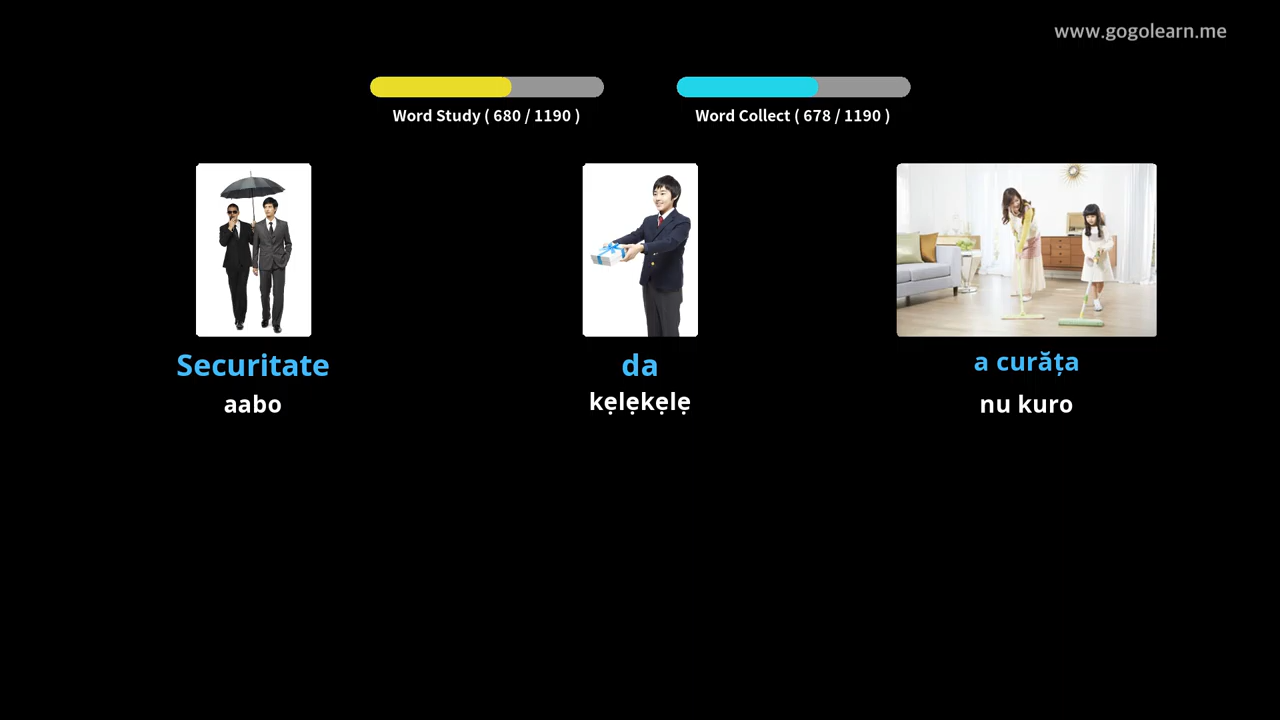 www.gogolearn.me
Word Study ( 680 / 1190 )
Word Collect ( 678 / 1190 )
Securitate
aabo
da
kẹlẹkẹlẹ
a curăța
nu kuro